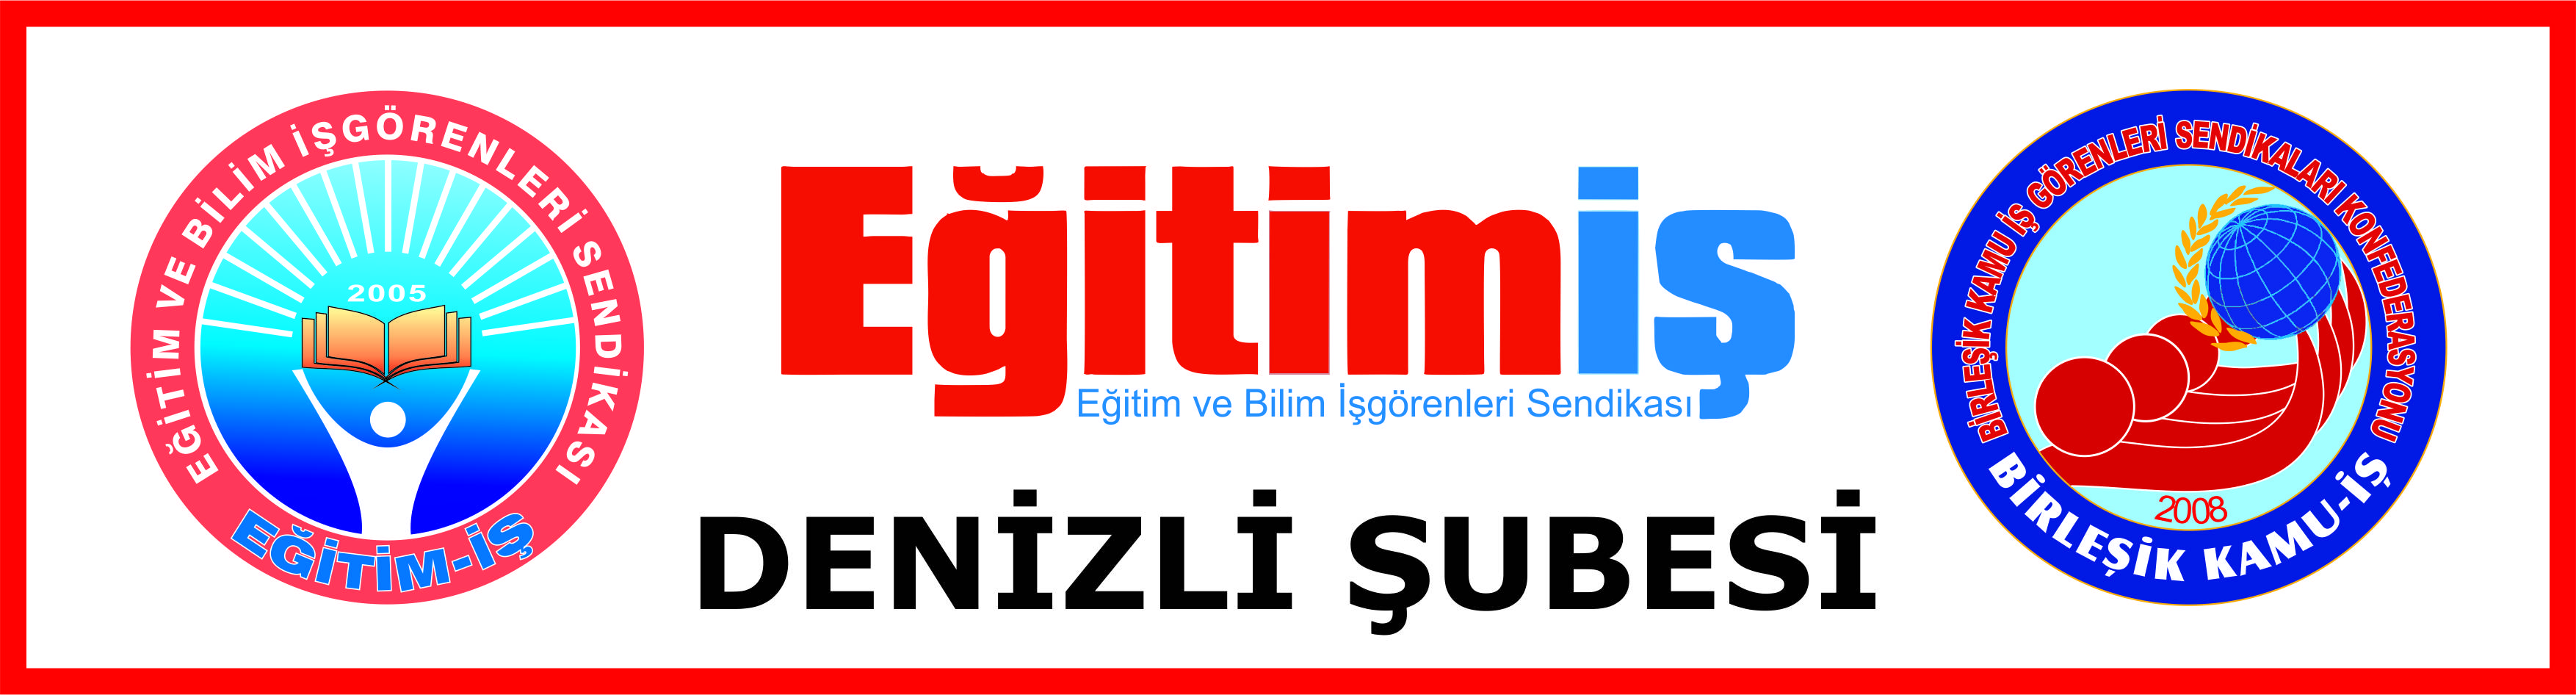 EĞİTİM VE BİLİM İŞGÖRENLERİ SENDİKASI
2005
EĞİTİM-İŞ
Eğitimiş
Eğitim ve Bilim İşgörenleri Sendikası
DENİZLİ ŞUBESİ
BİRLEŞİK KAMU İŞ GÖRENLERİ SENDİKALARI KONFEDERASYONU
2008
BİRLEŞİK KAMU-İŞ